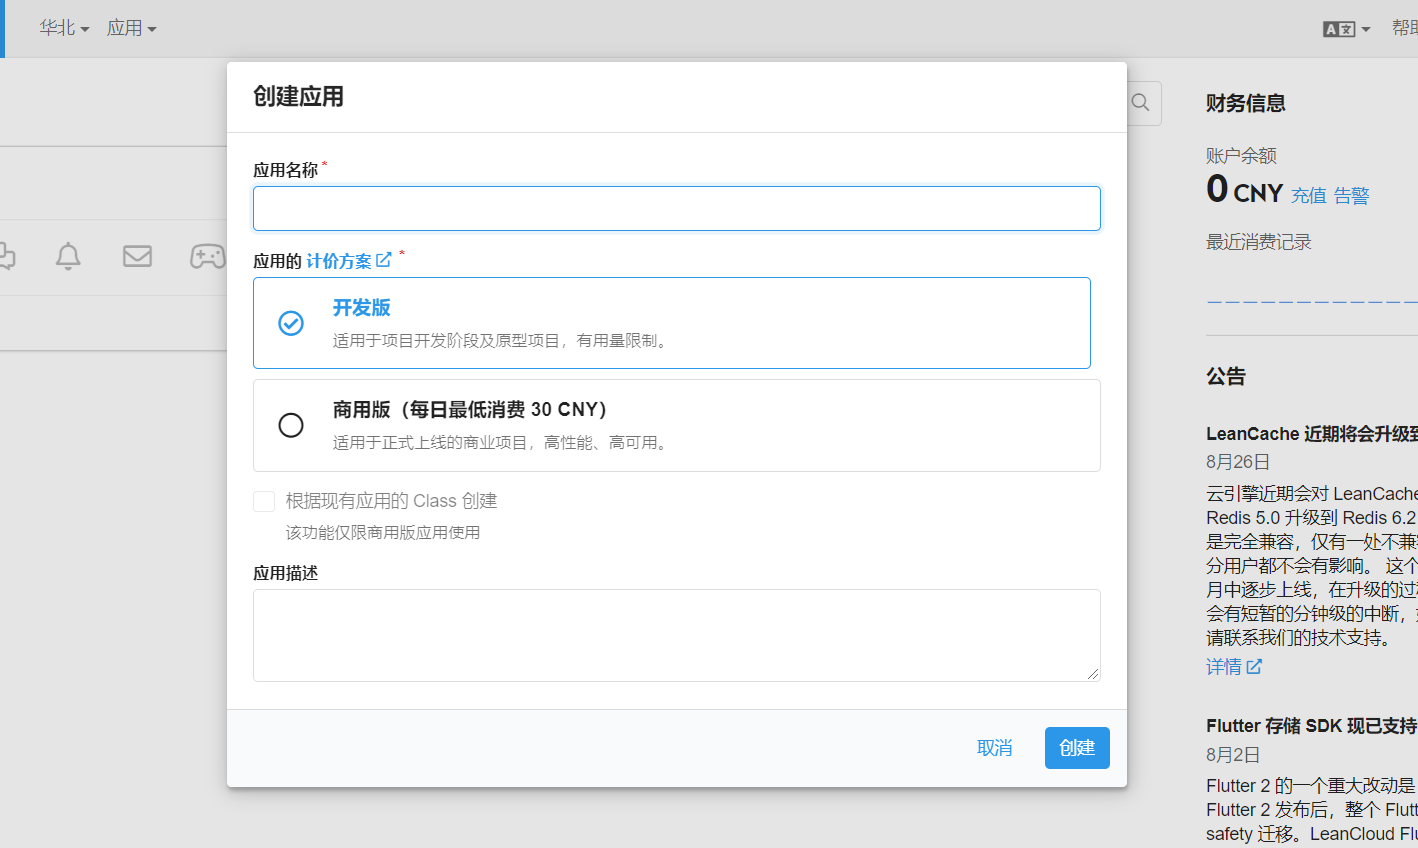 华北 应用
帮助
创建应用
应用名称*
应用的 计价方案 *
开发版
适用于项目开发阶段及原型项目，有用量限制。
商用版（每日最低消费 30 CNY）
适用于正式上线的商业项目，高性能、高可用。
根据现有应用的 Class 创建
该功能仅限商用版应用使用
应用描述
取消 创建
财务信息
账户余额
0 CNY 充值 告警
最近消费记录
公告
LeanCache 近期将会升级到
8月26日
云引擎近期会对 LeanCache
Redis 5.0 升级到 Redis 6.2
是完全兼容，仅有一处不兼容
分用户都不会有影响。 这个
月中逐步上线，在升级的过程
会有短暂的分钟级的中断，
请联系我们的技术支持。
详情
Flutter 存储 SDK 现已支持
8月2日
Flutter 2 的一个重大改动是
Flutter 2 发布后，整个 Flutt
safety 迁移。LeanCloud Flu